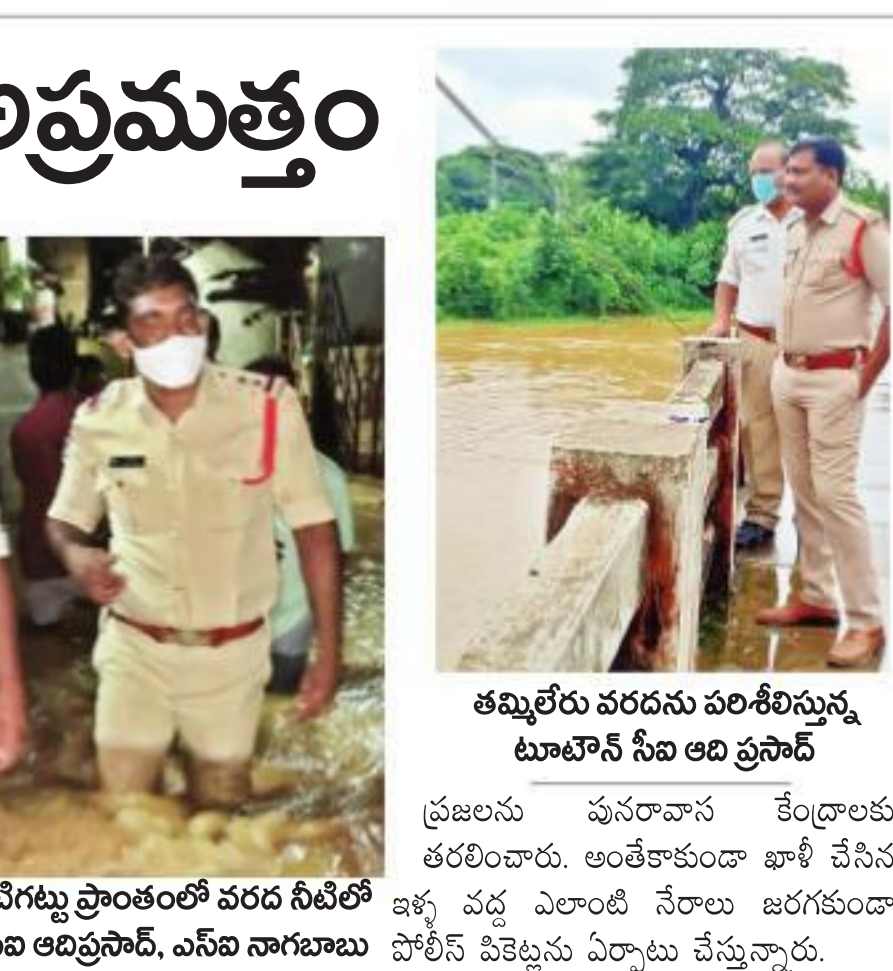 అప్రమత్తం
తమ్మిలేరు వరదను పరిశీలిస్తున్న
టూటౌన్ సీఐ ఆది ప్రసాద్
ప్రజలను పునరావాస కేంద్రాలకు
తరలించారు. అంతేకాకుండా ఖాళీ చేసిన
ఇళ్ళ వద్ద ఎలాంటి నేరాలు జరగకుండా
పోలీస్ పికెట్లను ఏర్పాటు చేస్తున్నారు.
ప్రాంతంలో వరద నీటిలో
ఆదిప్రసాద్, ఎస్ఐ నాగబాబు